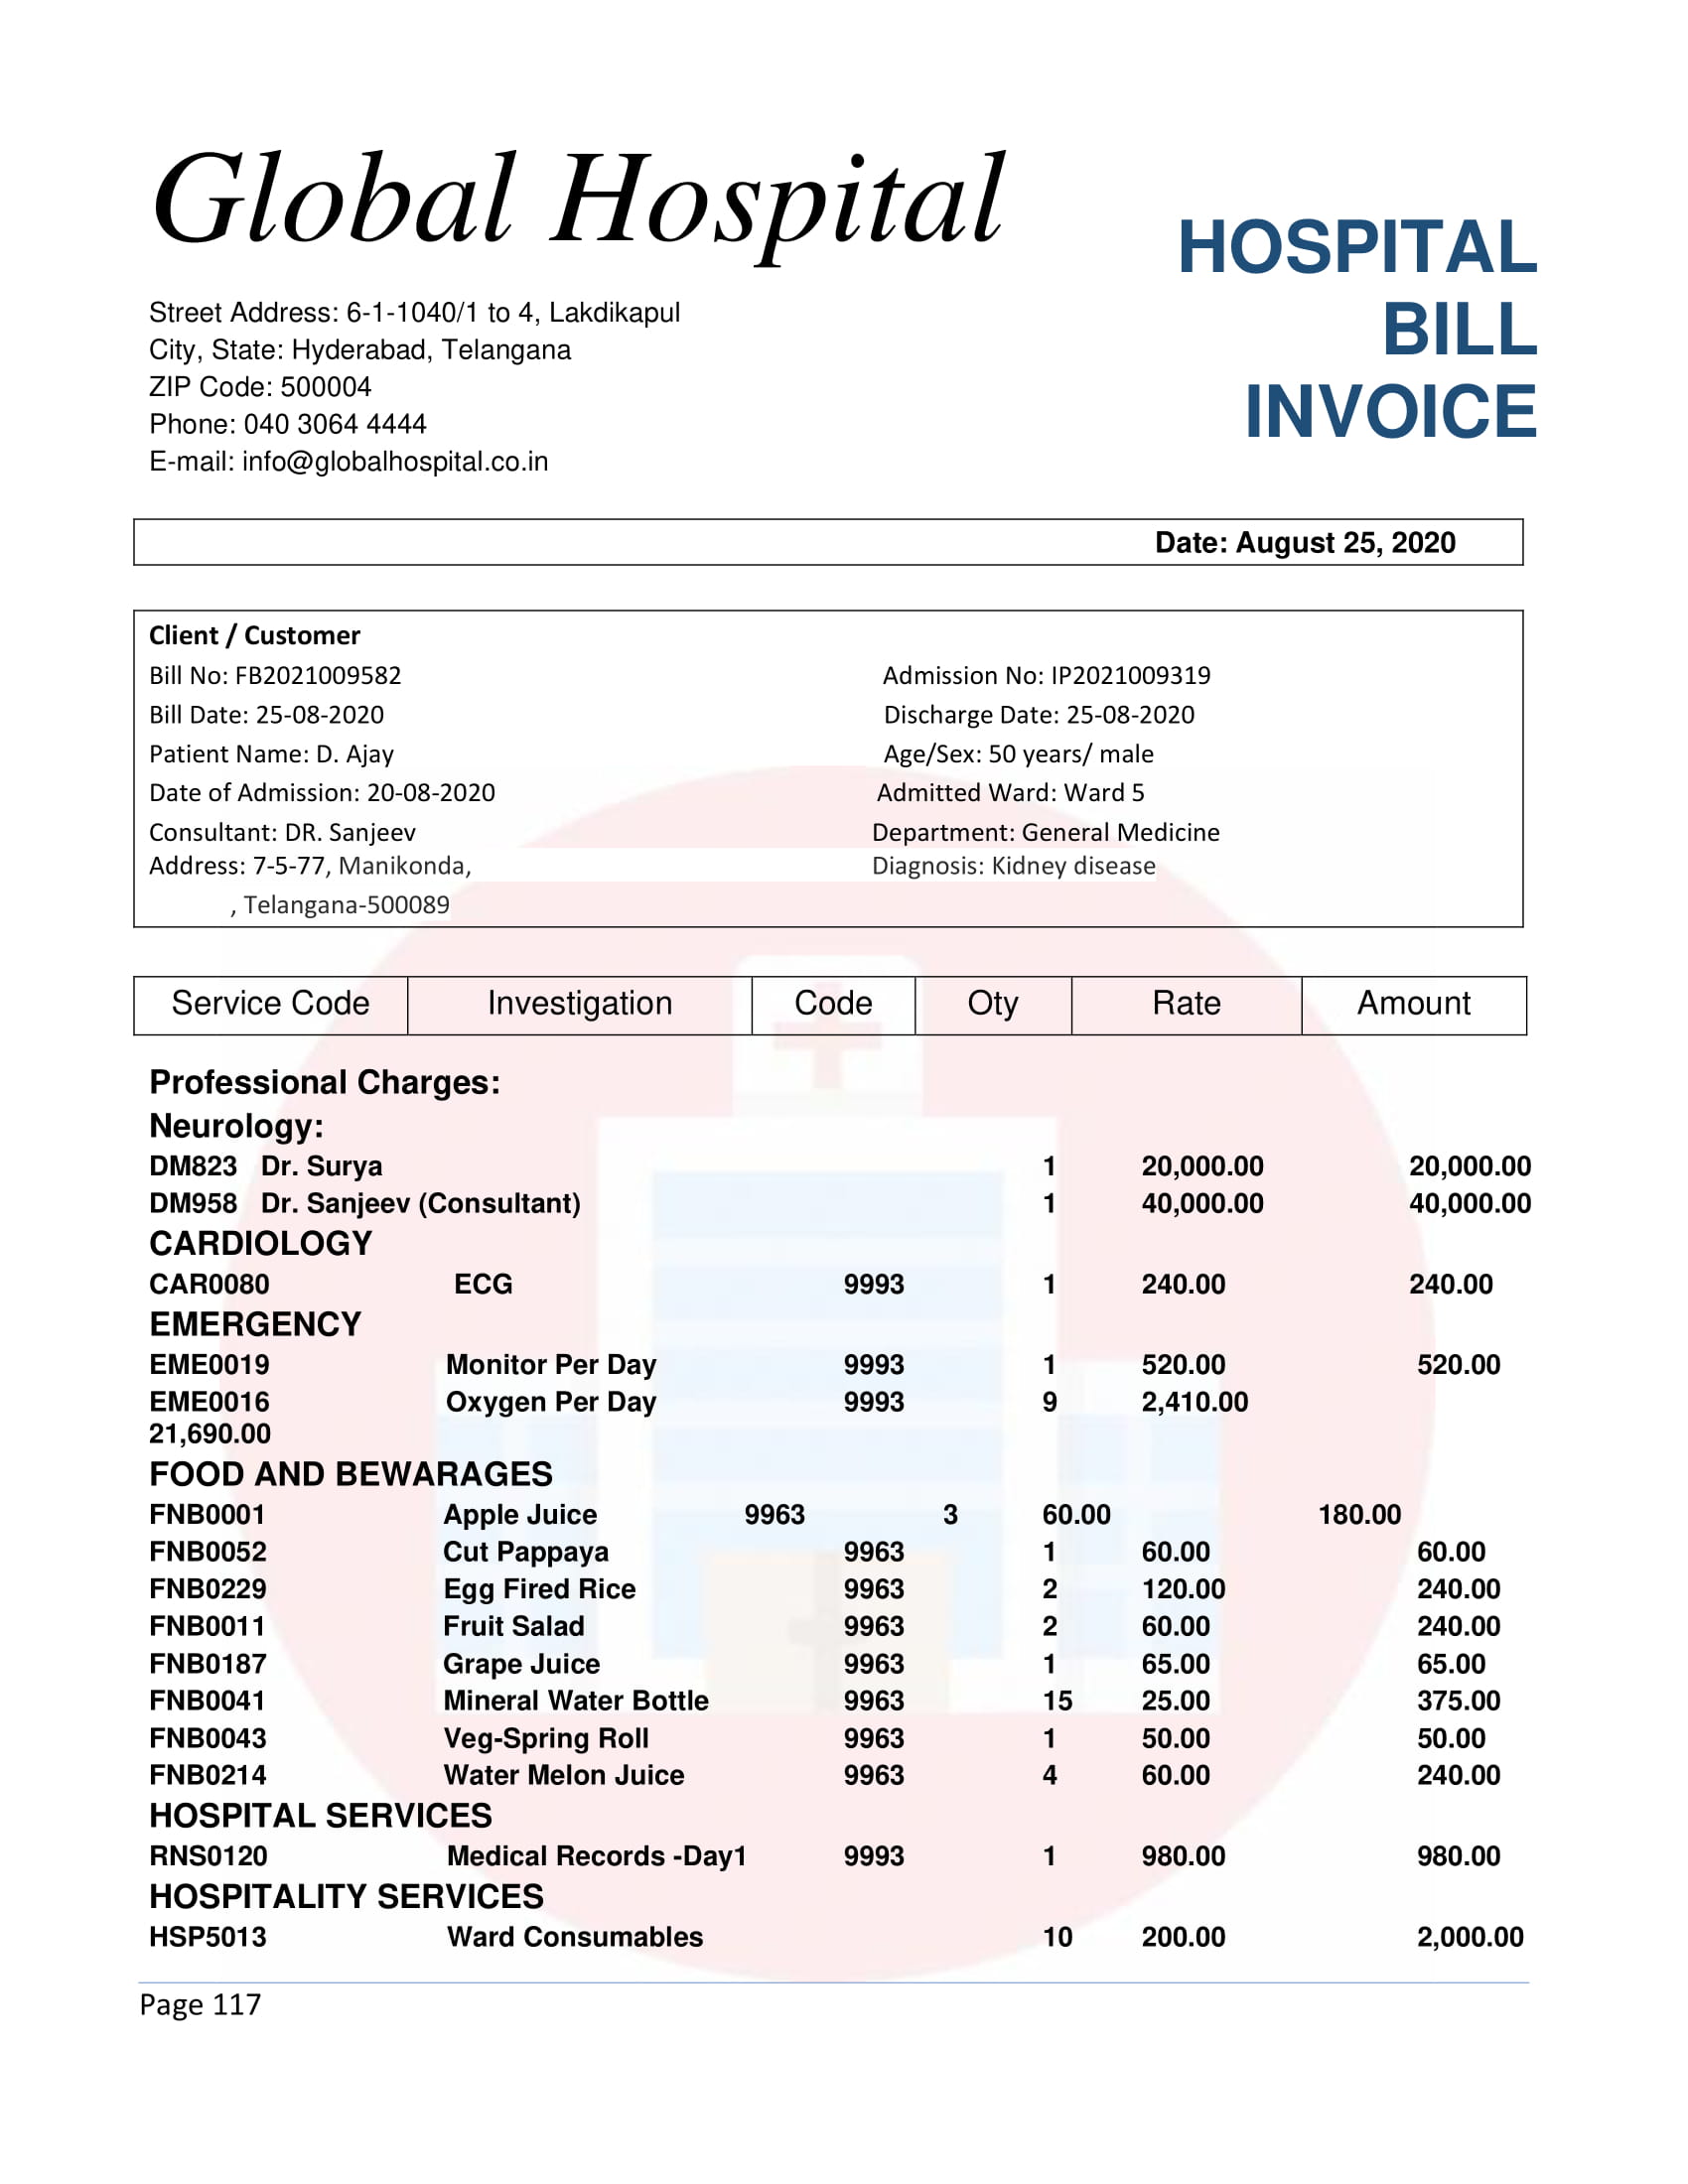 Global Hospital
HOSPITAL
BILL
INVOICE
Street Address: 6-1-1040/1 to 4, Lakdikapul
City, State: Hyderabad, Telangana
ZIP Code: 500004
Phone: 040 3064 4444
E-mail: info@globalhospital.co.in
Date: August 25, 2020
Client / Customer
Bill No: FB2021009582 Admission No: IP2021009319
Bill Date: 25-08-2020 Discharge Date: 25-08-2020
Patient Name: D. Ajay Age/Sex: 50 years/ male
Date of Admission: 20-08-2020 Admitted Ward: Ward 5
Consultant: DR. Sanjeev Department: General Medicine
Address: 7-5-77, Manikonda, Diagnosis: Kidney disease
, Telangana-500089
Service Code Investigation Code Oty Rate Amount
Professional Charges:
Neurology:
DM823 Dr. Surya 1 20,000.00 20,000.00
DM958 Dr. Sanjeev (Consultant) 1 40,000.00 40,000.00
CARDIOLOGY
CAR0080 ECG 9993 1 240.00 240.00
EMERGENCY
EME0019 Monitor Per Day 9993 1 520.00 520.00
EME0016 Oxygen Per Day 9993 9 2,410.00
21,690.00
FOOD AND BEWARAGES
FNB0001 Apple Juice 9963 3 60.00 180.00
FNB0052 Cut Pappaya 9963 1 60.00 60.00
FNB0229 Egg Fired Rice 9963 2 120.00 240.00
FNB0011 Fruit Salad 9963 2 60.00 240.00
FNB0187 Grape Juice 9963 1 65.00 65.00
FNB0041 Mineral Water Bottle 9963 15 25.00 375.00
FNB0043 Veg-Spring Roll 9963 1 50.00 50.00
FNB0214 Water Melon Juice 9963 4 60.00 240.00
HOSPITAL SERVICES
RNS0120 Medical Records -Day1 9993 1 980.00 980.00
HOSPITALITY SERVICES
HSP5013 Ward Consumables 10 200.00 2,000.00
Page 117